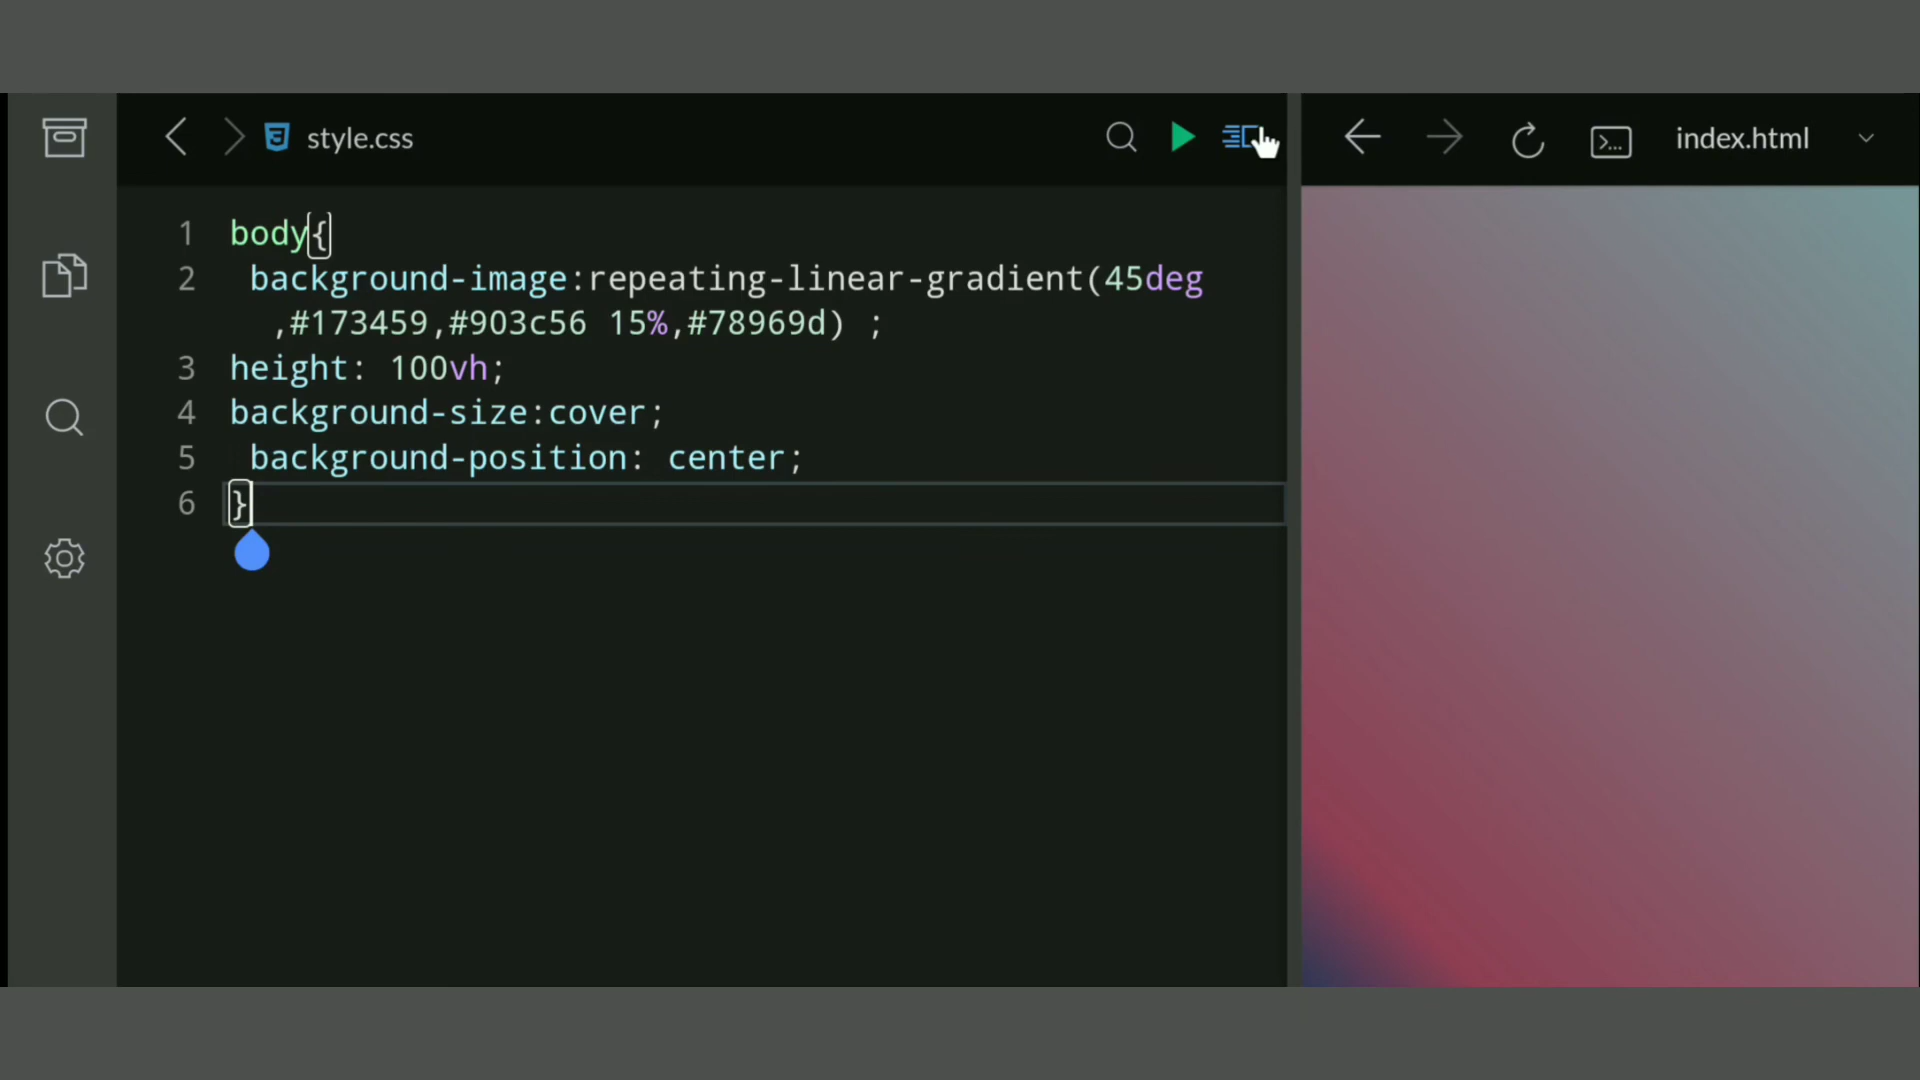 style.css
index.html
1 body{
2 background-image:repeating-linear-gradient(45deg
,#173459,#903c56 15%,#78969d) ;
3 height: 100vh;
4 background-size:cover;
5 background-position: center;
6 }